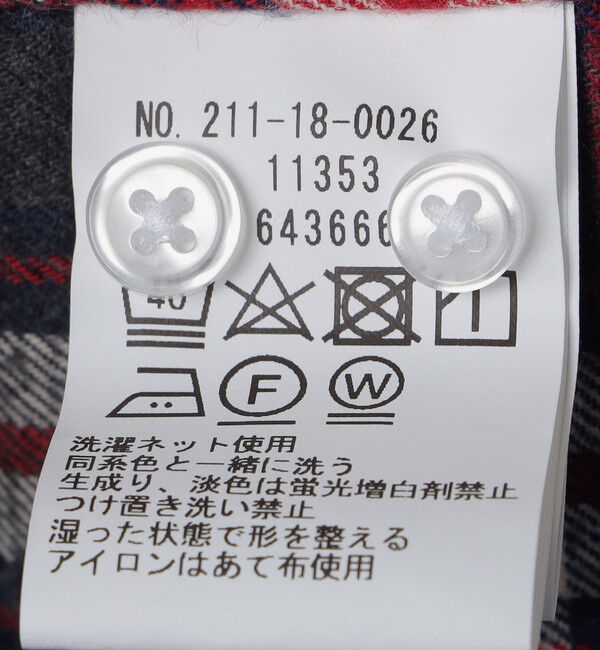 NO. 211-18-0026
11353
643666
40
F W
洗濯ネット使用
同系色と一緒に洗う
生成り、淡色は蛍光増白剤禁止
つけ置き洗い禁止
湿った状態で形を整える
アイロンはあて布使用